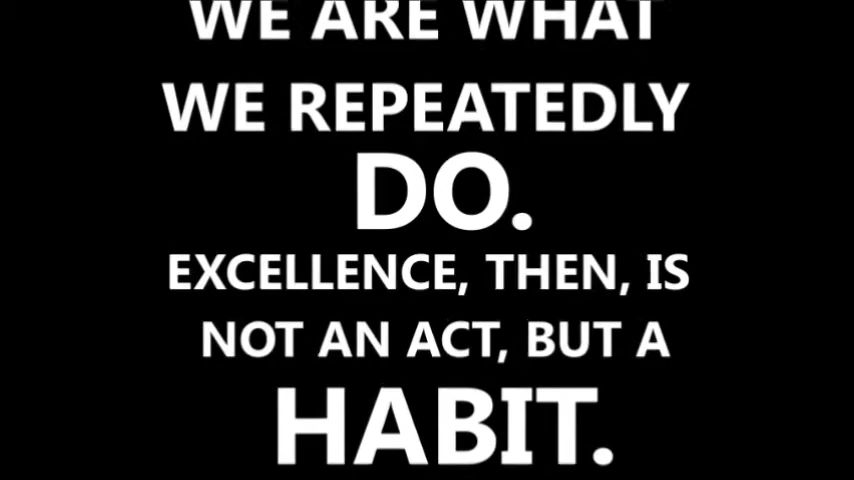 WE ARE WHAT
WE REPEATEDLY
DO.
EXCELLENCE, THEN, IS
NOT AN ACT, BUT A
HABIT.